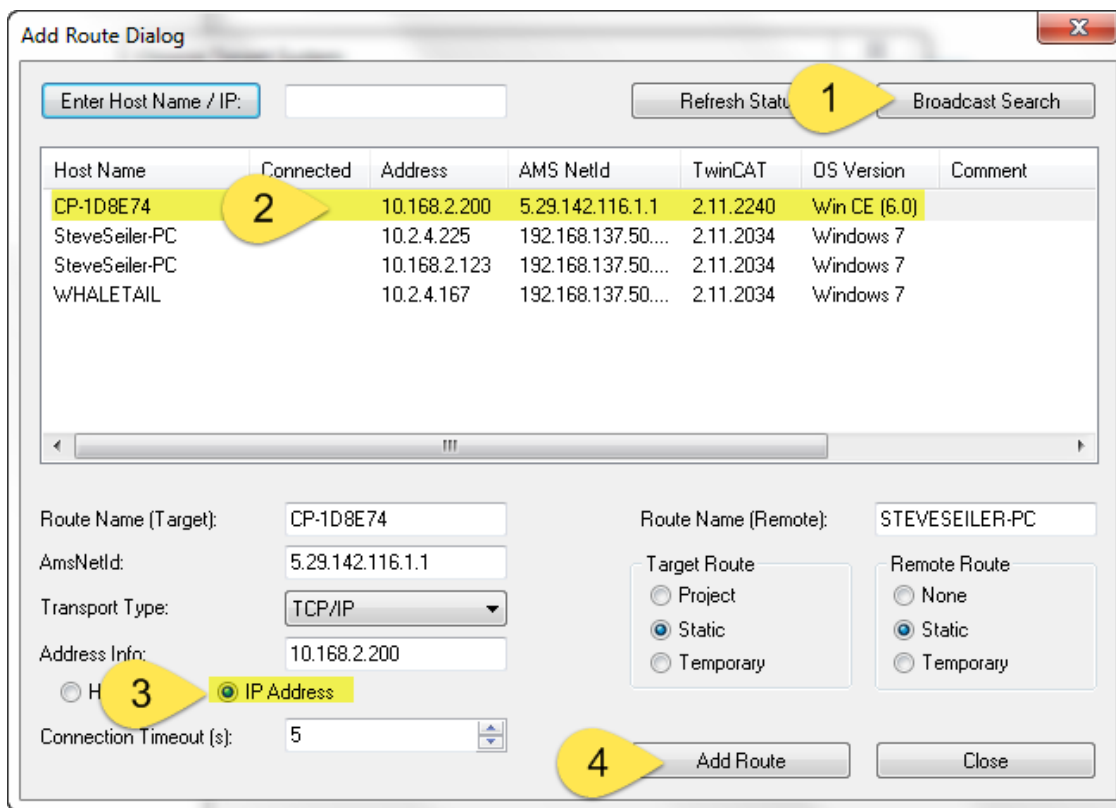 Add Route Dialog
Enter Host Name / IP: Refresh 1 Broadcast Search
Host Name Connected Address AMS NetId TwinCAT OS Version Comment
CP-1D8E74 2 10.168.2.200 5.29.142.116.1.1 2.11.2240 Win CE (6.0)
SteveSeiler-PC 10.2.4.225 192.168.137.50.... 2.11.2034 Windows 7
SteveSeiler-PC 10.168.2.123 192.168.137.50.... 2.11.2034 Windows 7
WHALETAIL 10.2.4.167 192.168.137.50.... 2.11.2034 Windows 7
Route Name (Target): CP-1D8E74 Route Name (Remote): STEVESEILER-PC
AmsNetId: 5.29.142.116.1.1 Target Route Remote Route
Transport Type: TCP/IP Project None
Static Static
Address Info: 10.168.2.200 Temporary Temporary
3 IP Address
Connection Timeout (s): 5
4 Add Route Close